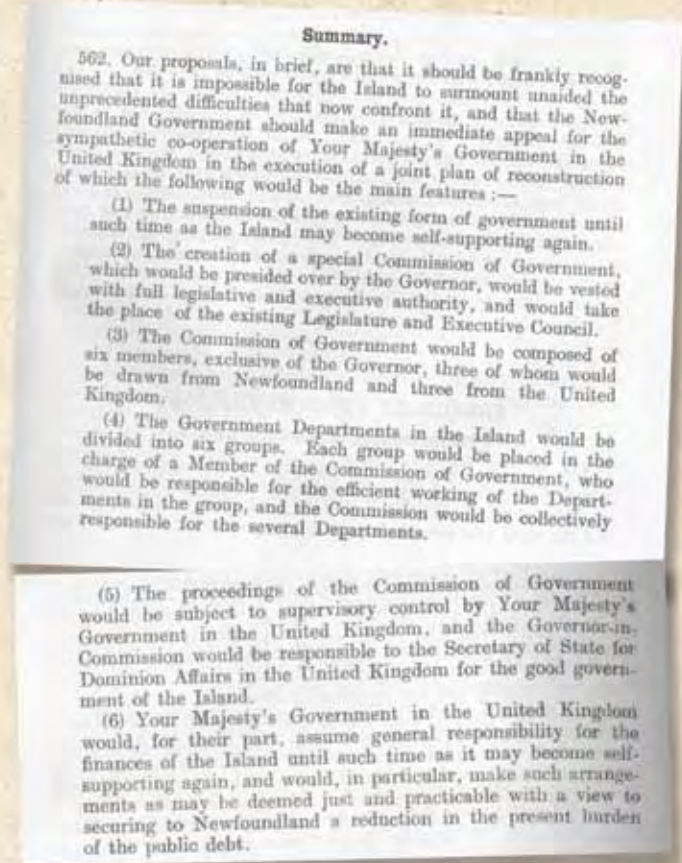 Summary.
562. Our proposals, in brief, are that it should be frankly recog-
nised that it is impossible for the Island to surmount unaided the
unprecedented difficulties that now confront it, and that the New-
foundland Government should make an immediate appeal for the
sympathetic co-operation of Your Majesty's Government in the
United Kingdom in the execution of a joint plan of reconstruction
of which the following would be the main features :—
(1) The suspension of the existing form of government until
such time as the Island may become self-supporting again.
(2) The creation of a special Commission of Government,
which would be presided over by the Governor, would be vested
with full legislative and executive authority, and would take
the place of the existing Legislature and Executive Council.
(3) The Commission of Government would be composed of
six members, exclusive of the Governor, three of whom would
be drawn from Newfoundland and three from the United
Kingdom.
(4) The Government Departments in the Island would be
divided into six groups. Each group would be placed in the
charge of a Member of the Commission of Government, who
would be responsible for the efficient working of the Depart-
ments in the group, and the Commission would be collectively
responsible for the several Departments.
(5) The proceedings of the Commission of Government
would be subject to supervisory control by Your Majesty's
Government in the United Kingdom, and the Governor-in-
Commission would be responsible to the Secretary of State for
Dominion Affairs in the United Kingdom for the good govern-
ment of the Island.
(6) Your Majesty's Government in the United Kingdom
would, for their part, assume general responsibility for the
finances of the Island until such time as it may become self-
supporting again, and would, in particular, make such arrange-
ments as may be deemed just and practicable with a view to
securing to Newfoundland a reduction in the present burden
of the public debt.